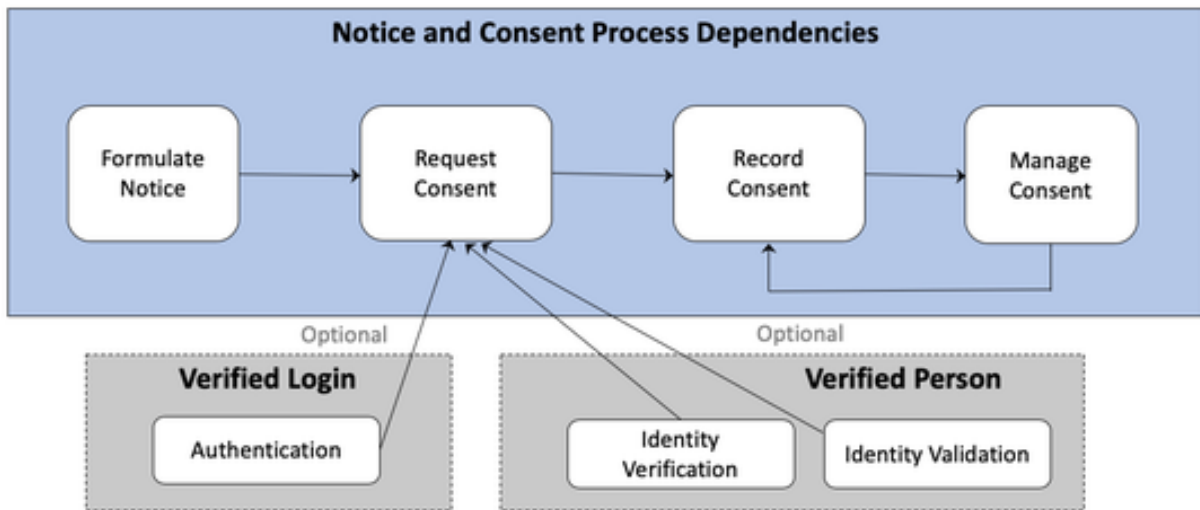 Notice and Consent Process Dependencies
Formulate
Notice
Request
Consent
Record
Consent
Manage
Consent
Optional
Optional
Verified Login
Authentication
Verified Person
Identity
Verification
Identity Validation